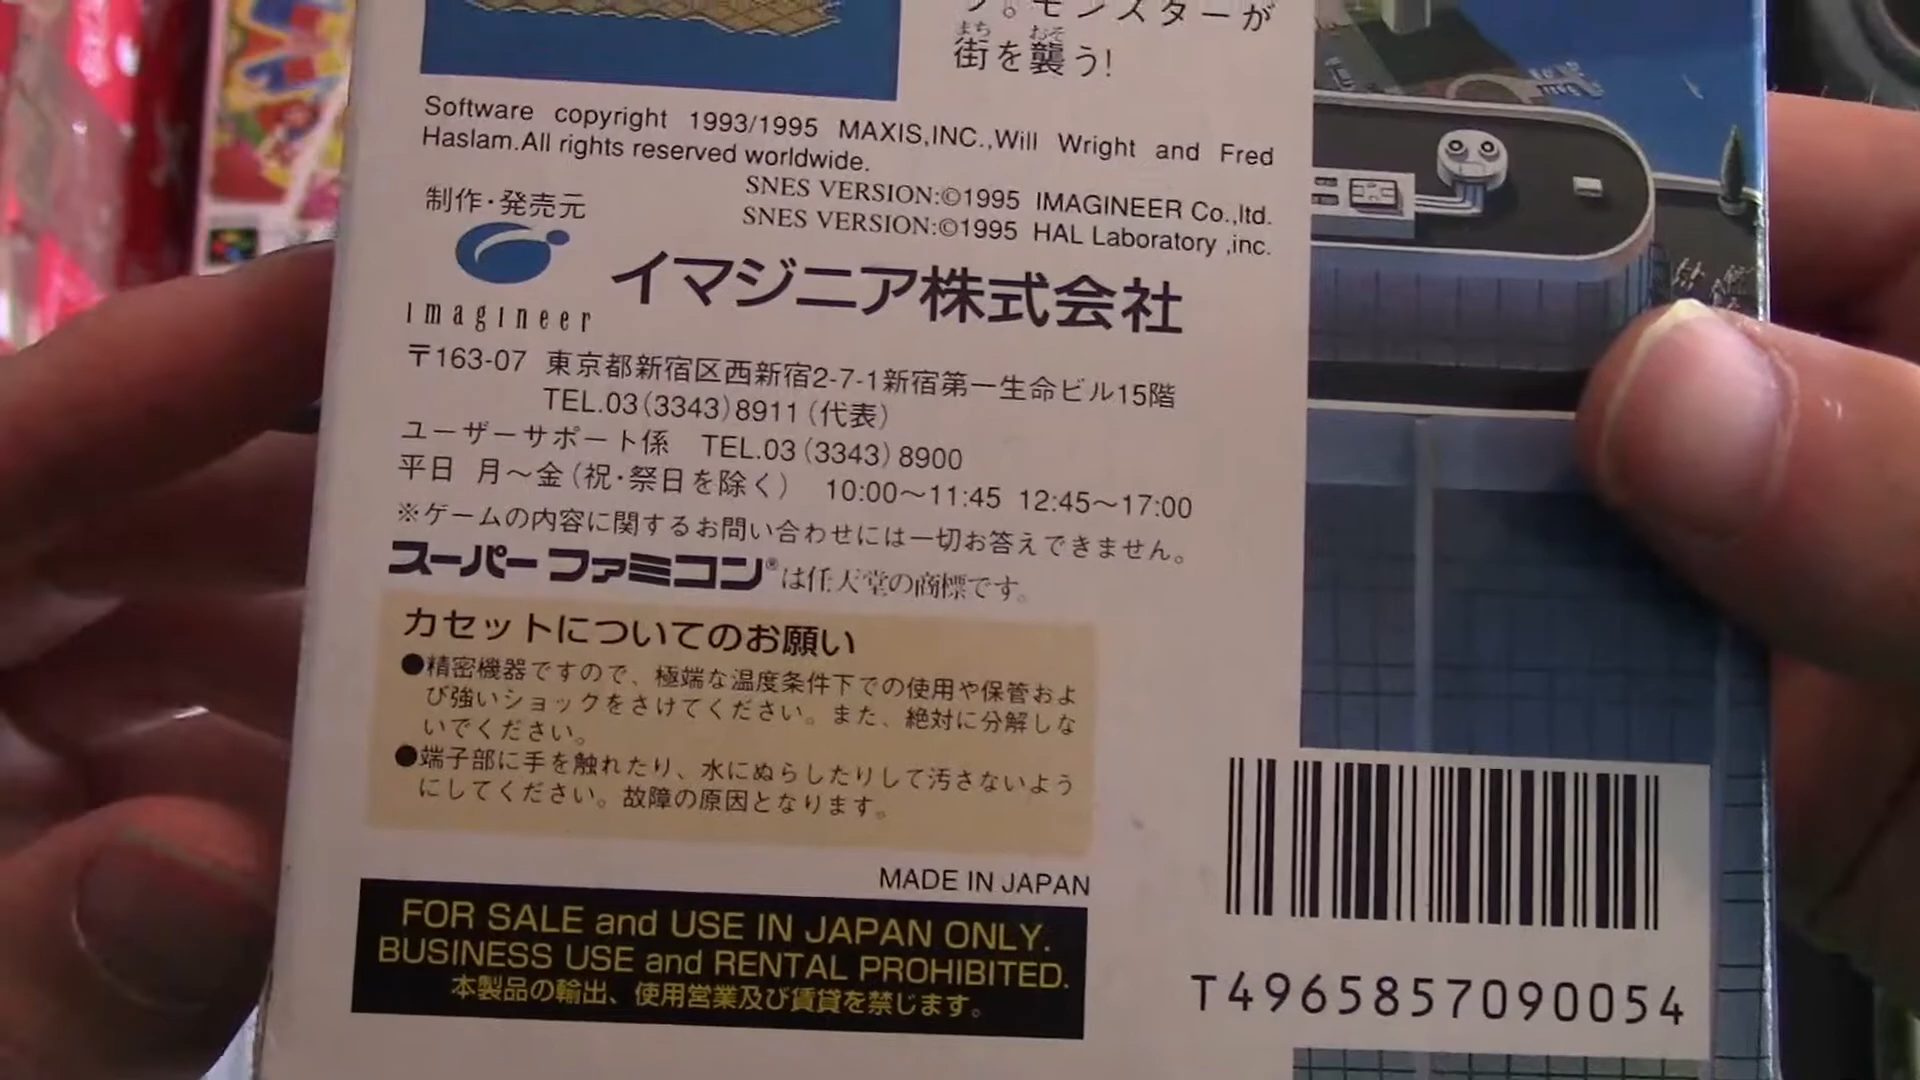 プ。モンスターが
街を襲う!
まち おそ
Software copyright 1993/1995 MAXIS,INC.,Will Wright and Fred
Haslam.All rights reserved worldwide.
SNES VERSION:©1995 IMAGINEER Co.,ltd.
SNES VERSION:©1995 HAL Laboratory ,inc.
制作・発売元
imagineer
イマジニア株式会社
〒163-07 東京都新宿区西新宿2-7-1新宿第一生命ビル15階
TEL.03(3343)8911(代表)
ユーザーサポート係 TEL.03(3343)8900
平日 月～金(祝・祭日を除く) 10:00～11:45 12:45～17:00
※ゲームの内容に関するお問い合わせには一切お答えできません。
スーパーファミコン®は任天堂の商標です。
カセットについてのお願い
●精密機器ですので、極端な温度条件下での使用や保管およ
び強いショックをさけてください。また、絶対に分解しな
いでください。
●端子部に手を触れたり、水にぬらしたりして汚さないよう
にしてください。故障の原因となります。
MADE IN JAPAN
FOR SALE and USE IN JAPAN ONLY.
BUSINESS USE and RENTAL PROHIBITED.
本製品の輸出、使用営業及び賃貸を禁じます。
T4965857090054